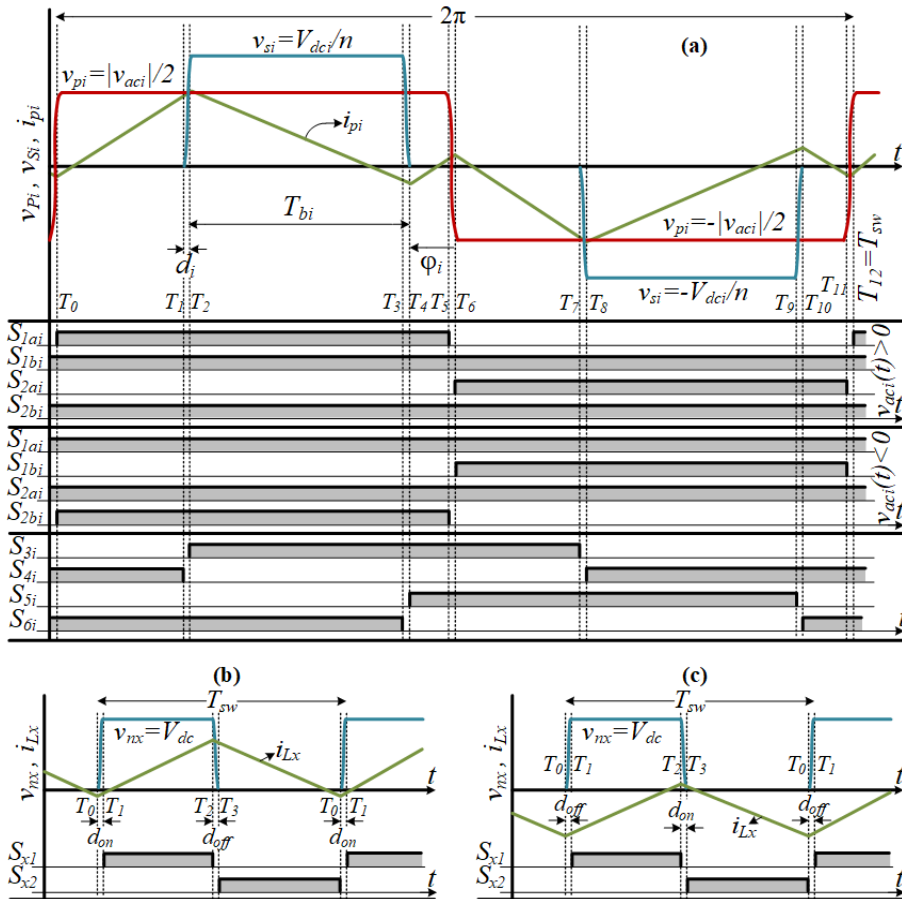 2π
(a)
v_si=V_dci/n
v_pi=|v_aci|/2
i_pi
v_Pi , v_Si , i_pi
t
T_bi
v_pi=-|v_aci|/2
d_i
φ_i
v_si=-V_dci/n
T_12=T_sw
T_0 T_1 T_2 T_3 T_4 T_5 T_6 T_7 T_8 T_9 T_10 T_11
S_1ai
S_1bi
S_2ai
S_2bi
v_aci(t)>0
t
S_1ai
S_1bi
S_2ai
S_2bi
v_aci(t)<0
t
S_3i
S_4i
S_5i
S_6i
t
(b)
T_sw
v_nx=V_dc
i_Lx
v_nx , i_Lx
t
T_0 T_1 T_2 T_3 T_0 T_1
d_on d_off d_on
S_x1
S_x2
t
(c)
T_sw
v_nx=V_dc
v_nx , i_Lx
t
T_0 T_1 T_2 T_3 T_0 T_1
d_off d_on d_off
i_Lx
S_x1
S_x2
t